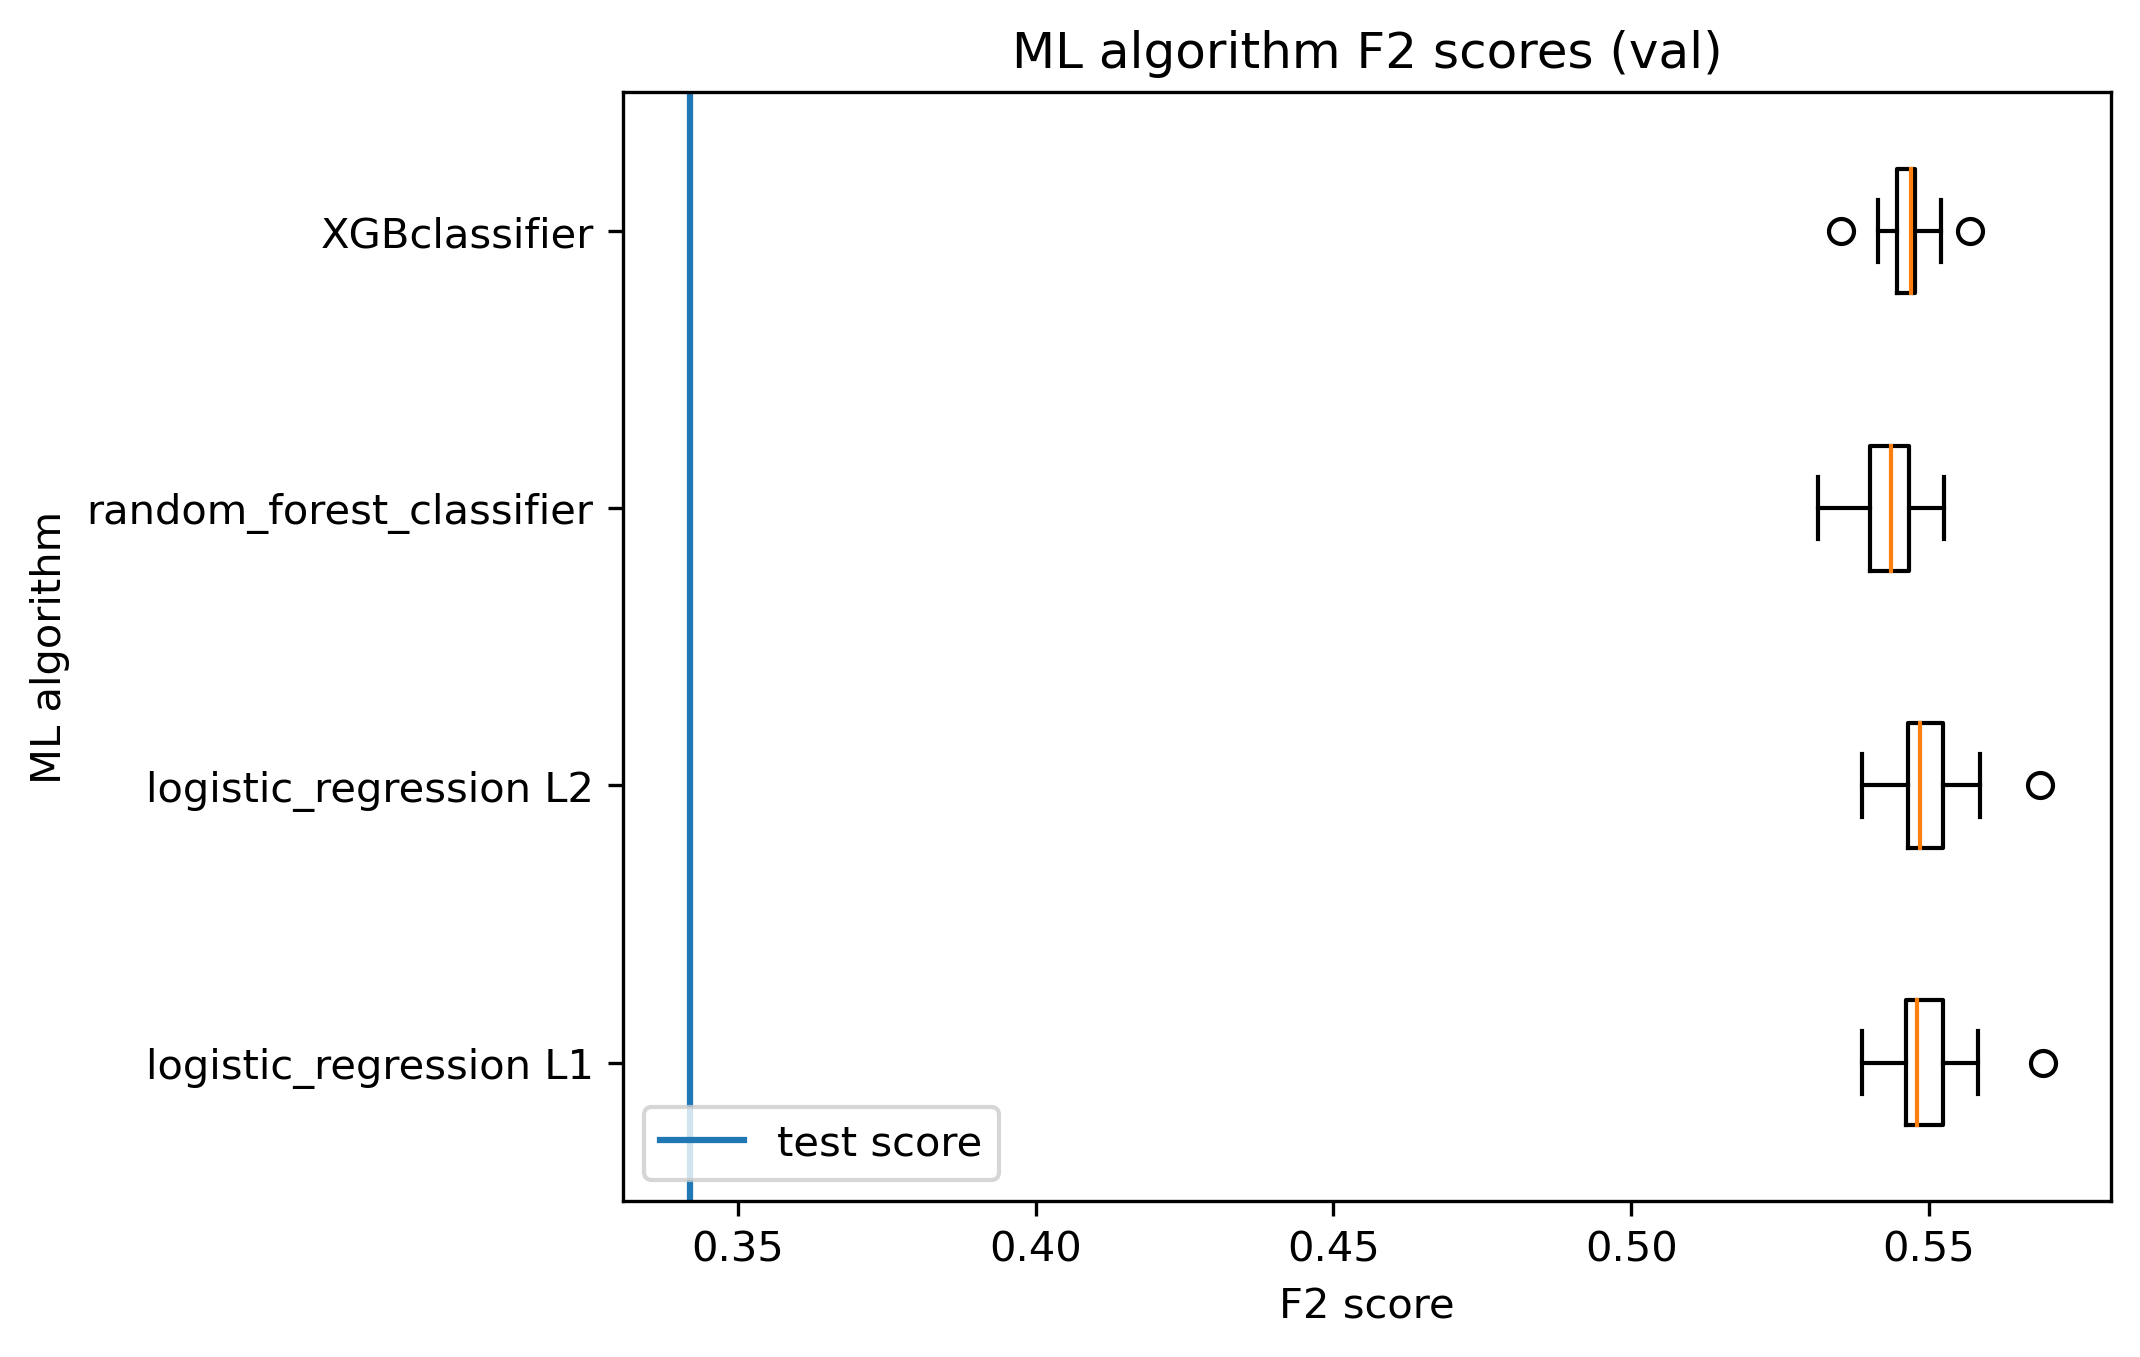 ML algorithm F2 scores (val)
XGBclassifier
random_forest_classifier
logistic_regression L2
logistic_regression L1
ML algorithm
test score
0.35 0.40 0.45 0.50 0.55
F2 score